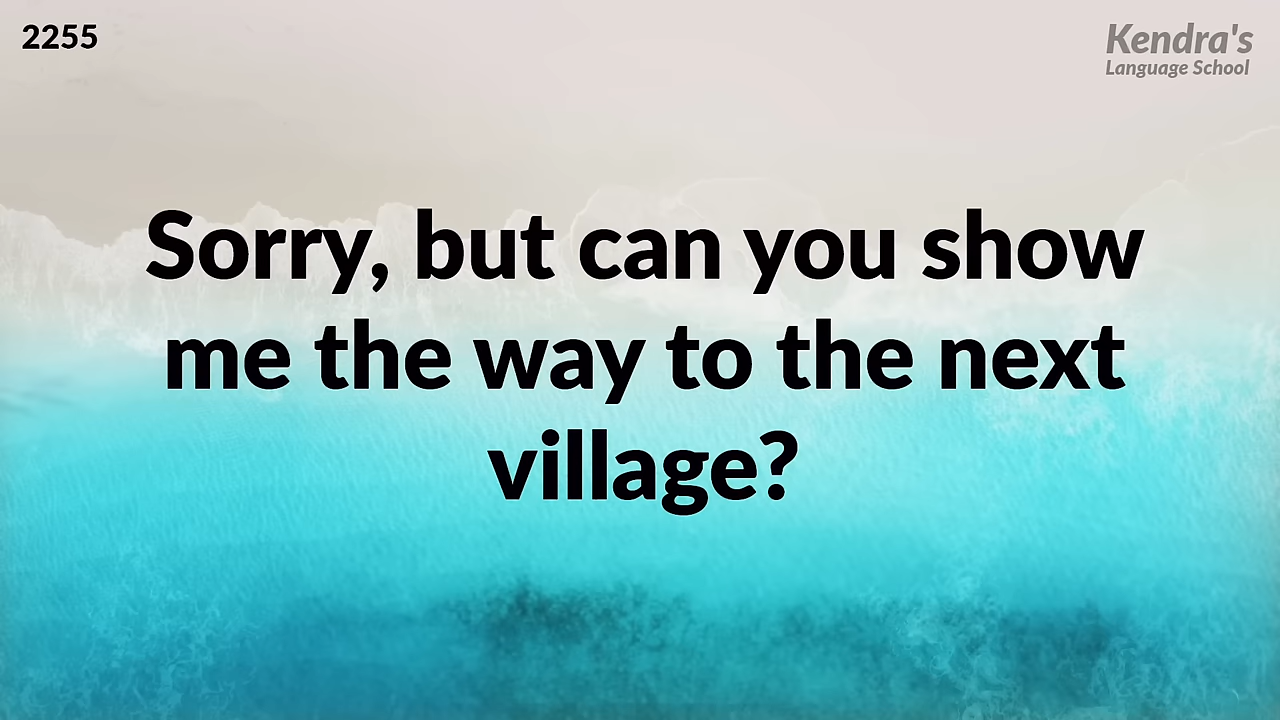 2255
Kendra's
Language School
Sorry, but can you show
me the way to the next
village?